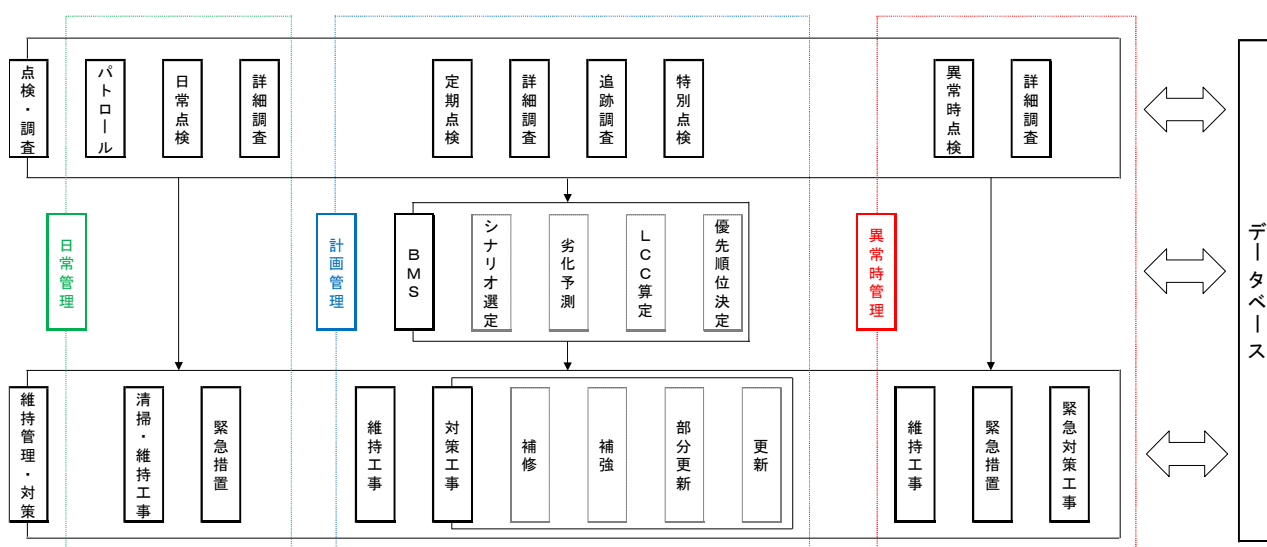 点検・調査
パトロール
日常点検
詳細調査
定期点検
詳細調査
追跡調査
特別点検
異常時点検
詳細調査
日常管理
計画管理
BMS
シナリオ選定
劣化予測
LCC算定
優先順位決定
異常時管理
データベース
維持管理・対策
清掃・維持工事
緊急措置
維持工事
対策工事
補修
補強
部分更新
更新
維持工事
緊急措置
緊急対策工事